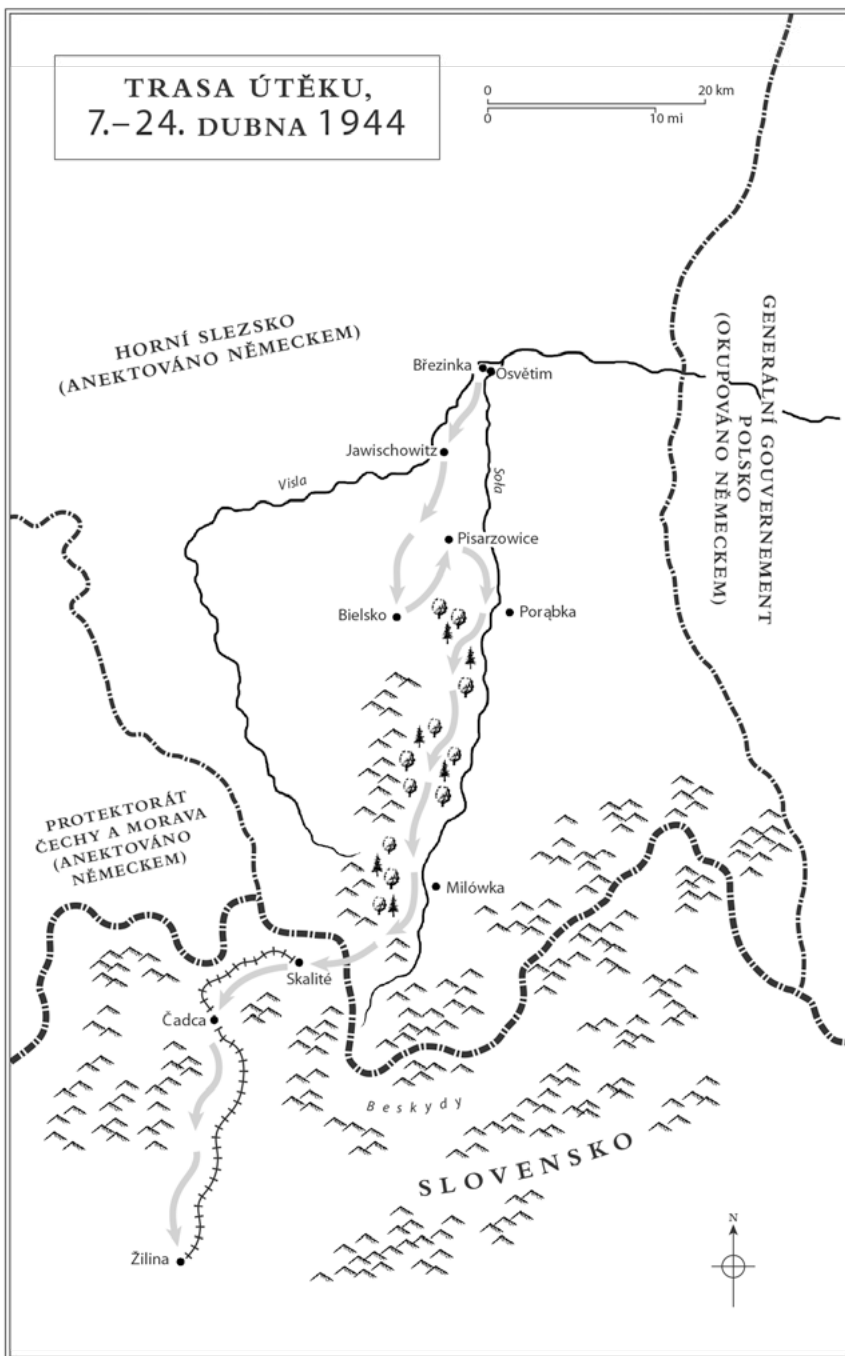 TRASA ÚTĚKU,
7.–24. DUBNA 1944
0 20 km
0 10 mi
HORNÍ SLEZSKO
(ANEKTOVÁNO NĚMECKEM)
GENERÁLNÍ GOUVERNEMENT
POLSKO
(OKUPOVÁNO NĚMECKEM)
Březinka
Osvětim
Jawischowitz
Visla
Soła
Pisarzowice
Bielsko
Porąbka
PROTEKTORÁT
ČECHY A MORAVA
(ANEKTOVÁNO
NĚMECKEM)
Milówka
Skalité
Čadca
Beskydy
SLOVENSKO
Žilina
N